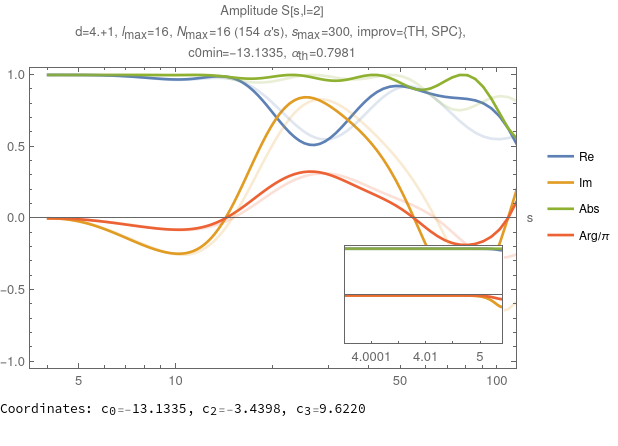 Amplitude S[s,l=2]
d=4.+1, lmax=16, Nmax=16 (154 α's), smax=300, improv={TH, SPC},
c0min=-13.1335, αth=0.7981
1.0
0.5
0.0
-0.5
-1.0
s
Re
Im
Abs
Arg/π
4.0001 4.01 5
5 10 50 100
Coordinates: c0=-13.1335, c2=-3.4398, c3=9.6220